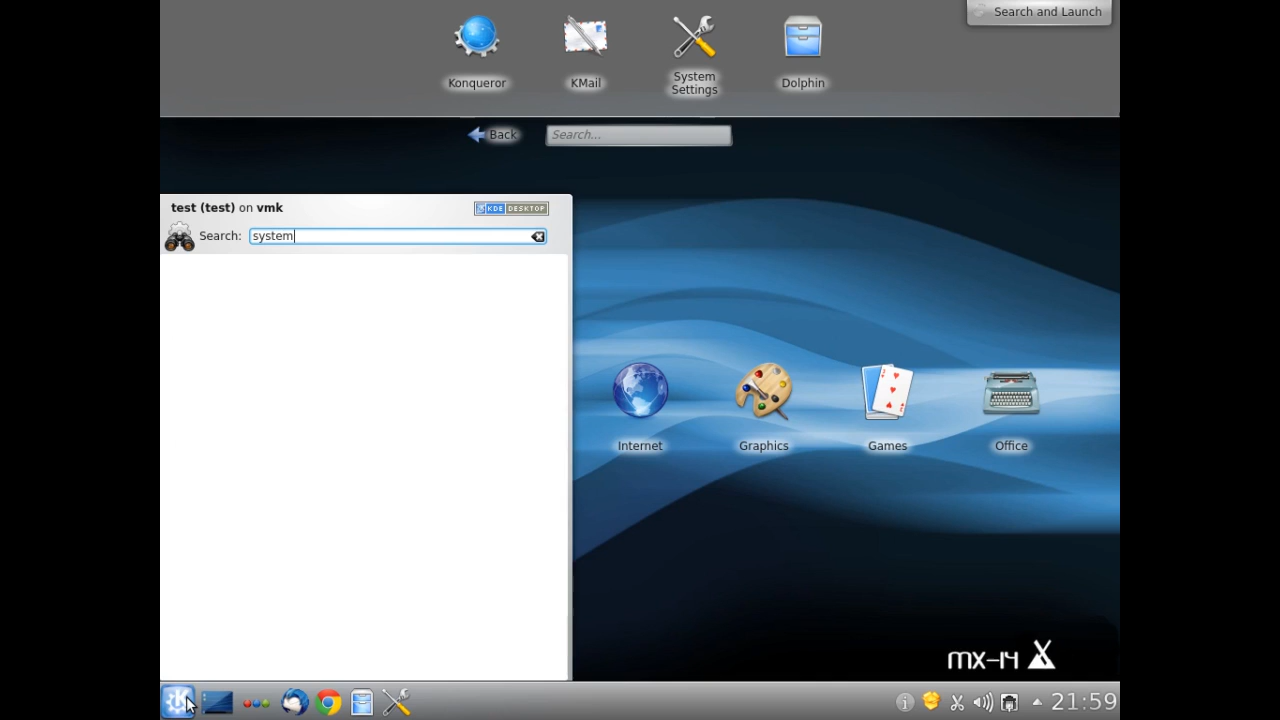 Search and Launch
Konqueror
KMail
System
Settings
Dolphin
Back
Search...
test (test) on vmk
KDE DESKTOP
Search: system
Internet
Graphics
Games
Office
mx-14
21:59